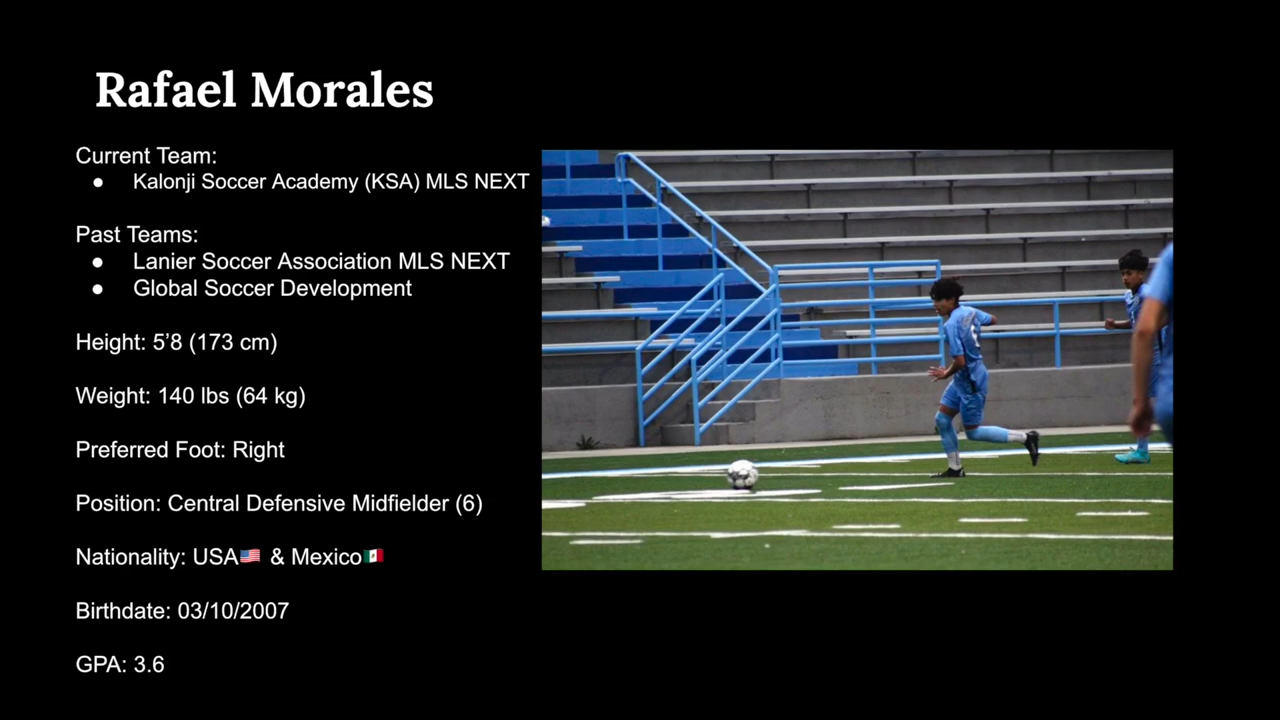 Rafael Morales
Current Team:
● Kalonji Soccer Academy (KSA) MLS NEXT
Past Teams:
● Lanier Soccer Association MLS NEXT
● Global Soccer Development
Height: 5’8 (173 cm)
Weight: 140 lbs (64 kg)
Preferred Foot: Right
Position: Central Defensive Midfielder (6)
Nationality: USA🇺🇸 & Mexico🇲🇽
Birthdate: 03/10/2007
GPA: 3.6